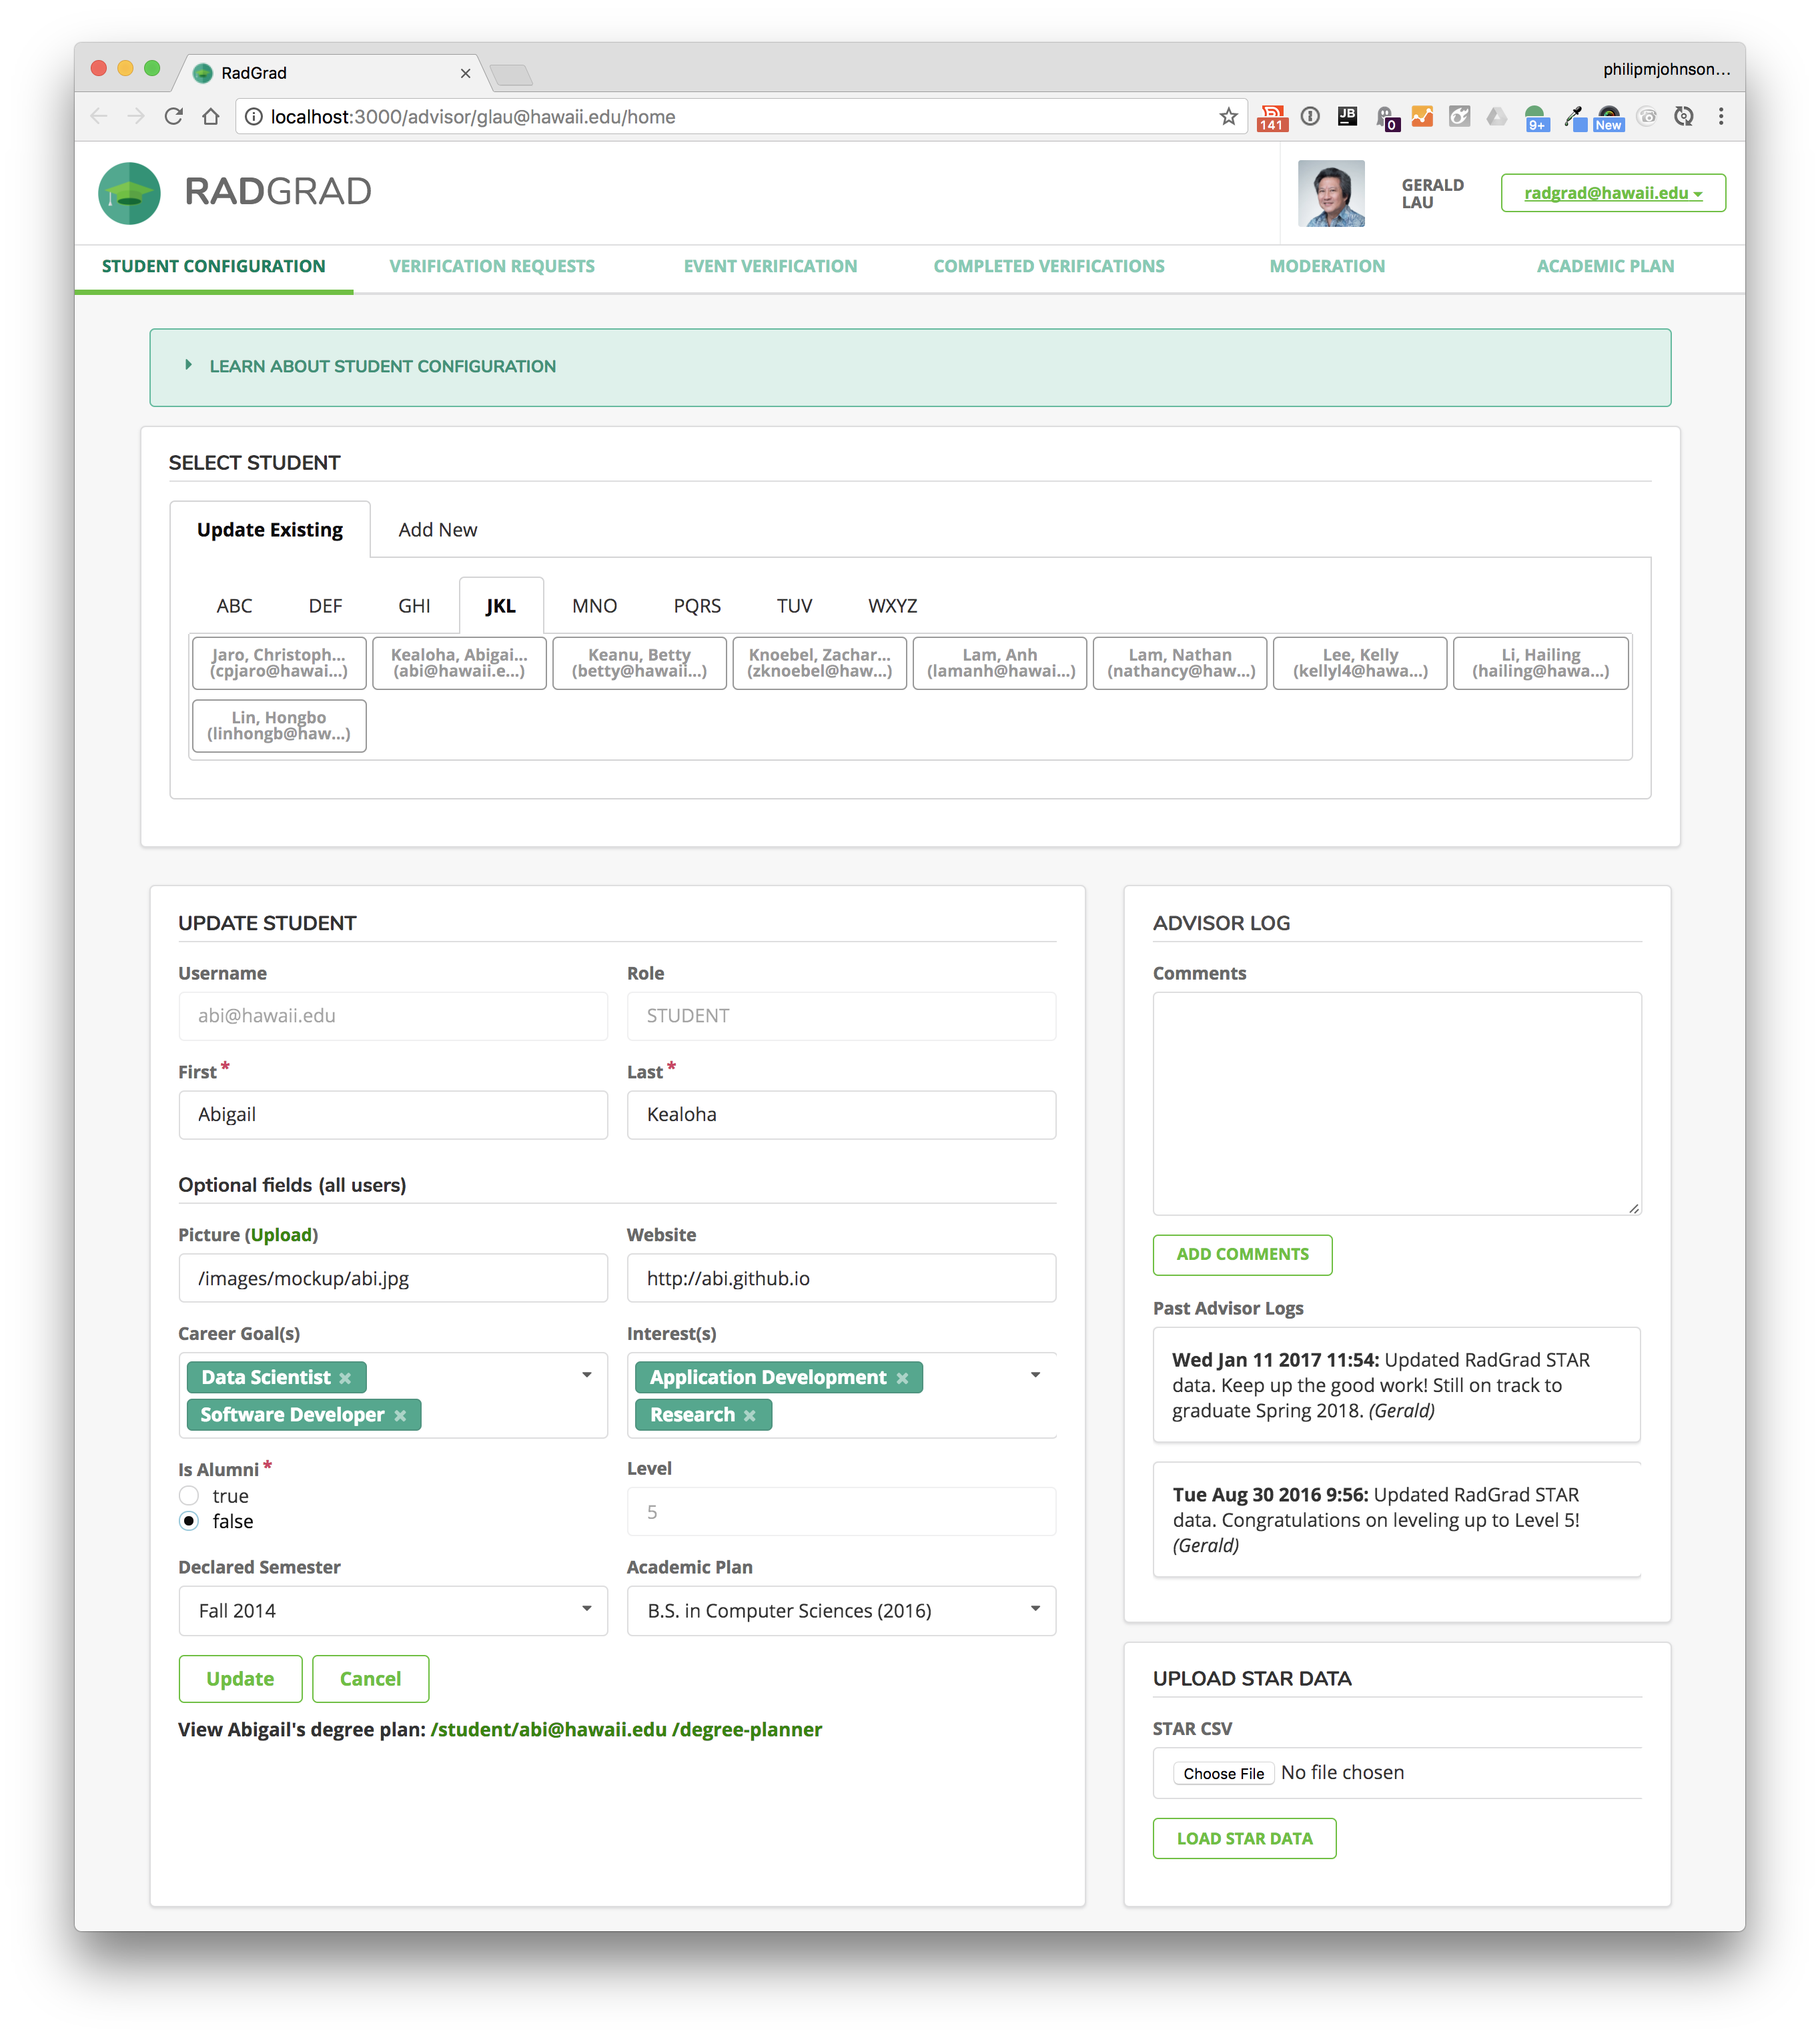 RadGrad
philipmjohnson...
localhost:3000/advisor/glau@hawaii.edu/home
141
JB
0
9+
New
RADGRAD
GERALD
LAU
radgrad@hawaii.edu
STUDENT CONFIGURATION
VERIFICATION REQUESTS
EVENT VERIFICATION
COMPLETED VERIFICATIONS
MODERATION
ACADEMIC PLAN
LEARN ABOUT STUDENT CONFIGURATION
SELECT STUDENT
Update Existing
Add New
ABC
DEF
GHI
JKL
MNO
PQRS
TUV
WXYZ
Jaro, Christoph...
(cpjaro@hawai...)
Kealoha, Abigai...
(abi@hawaii.e...)
Keanu, Betty
(betty@hawaii...)
Knoebel, Zachar...
(zknoebel@haw...)
Lam, Anh
(lamanh@hawai...)
Lam, Nathan
(nathancy@haw...)
Lee, Kelly
(kellyl4@hawa...)
Li, Hailing
(hailing@hawa...)
Lin, Hongbo
(linhongb@haw...)
UPDATE STUDENT
Username
Role
abi@hawaii.edu
STUDENT
First *
Last *
Abigail
Kealoha
Optional fields (all users)
Picture (Upload)
Website
/images/mockup/abi.jpg
http://abi.github.io
Career Goal(s)
Interest(s)
Data Scientist
Software Developer
Application Development
Research
Is Alumni *
true
false
Level
5
Declared Semester
Academic Plan
Fall 2014
B.S. in Computer Sciences (2016)
Update
Cancel
View Abigail's degree plan: /student/abi@hawaii.edu /degree-planner
ADVISOR LOG
Comments
ADD COMMENTS
Past Advisor Logs
Wed Jan 11 2017 11:54: Updated RadGrad STAR
data. Keep up the good work! Still on track to
graduate Spring 2018. (Gerald)
Tue Aug 30 2016 9:56: Updated RadGrad STAR
data. Congratulations on leveling up to Level 5!
(Gerald)
UPLOAD STAR DATA
STAR CSV
Choose File No file chosen
LOAD STAR DATA